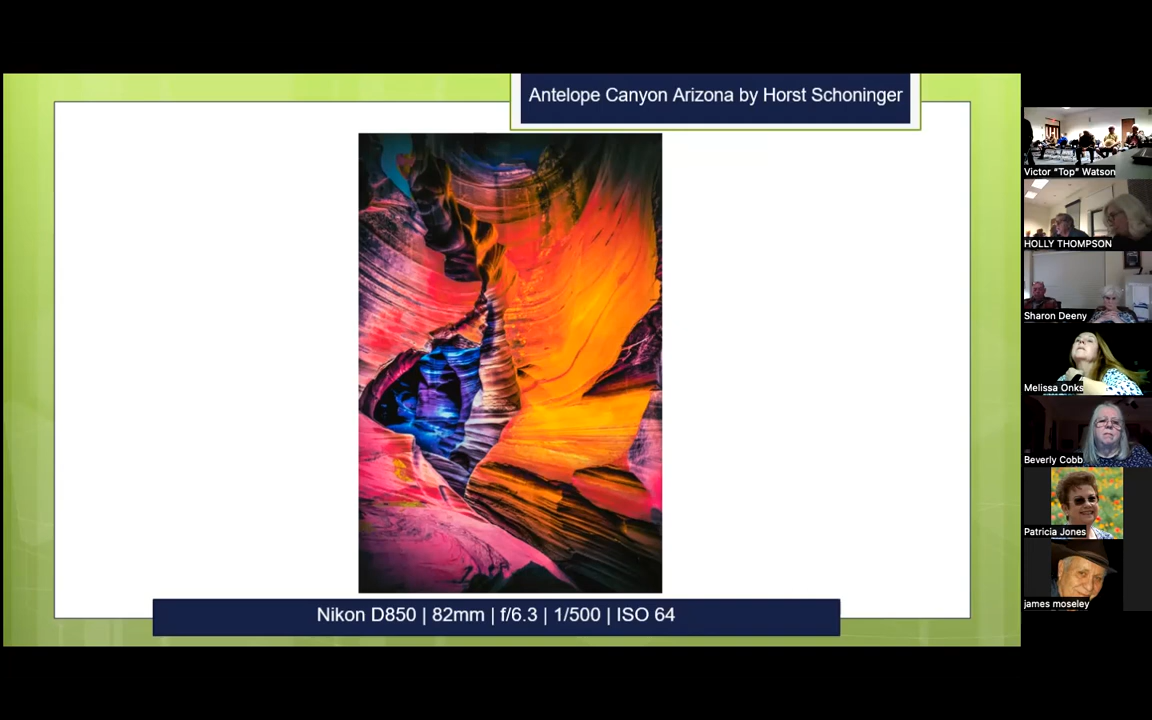 Antelope Canyon Arizona by Horst Schoninger
Victor "Top" Watson
HOLLY THOMPSON
Sharon Deeny
Melissa Onks
Beverly Cobb
Patricia Jones
james moseley
Nikon D850 | 82mm | f/6.3 | 1/500 | ISO 64